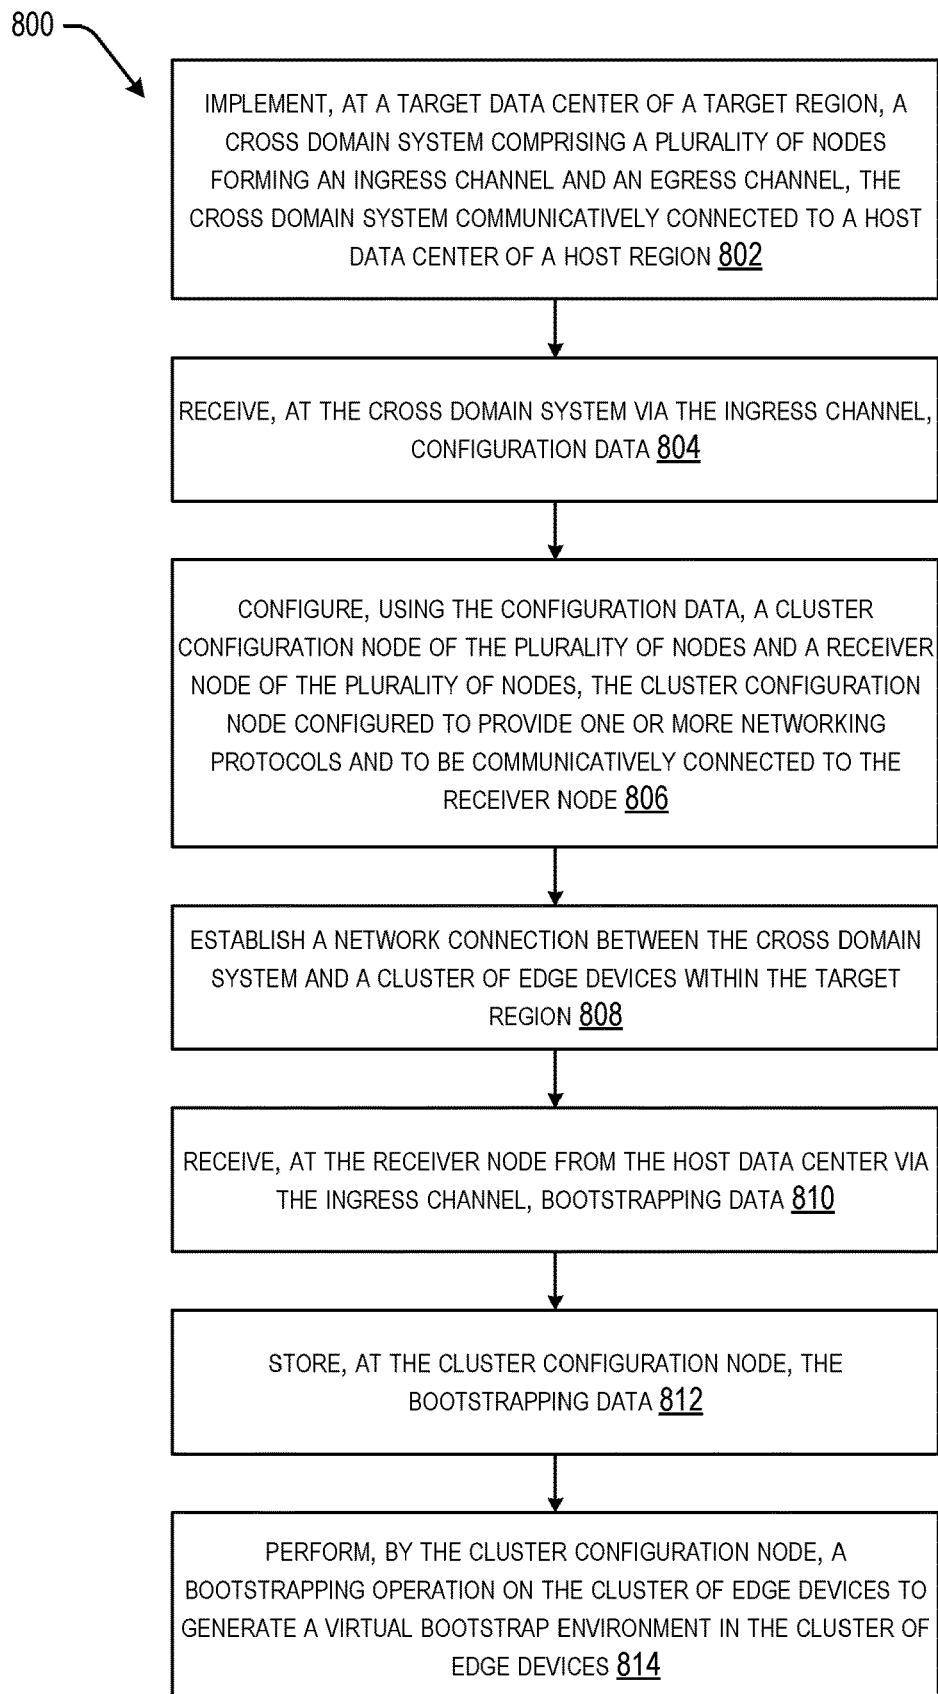 800
IMPLEMENT, AT A TARGET DATA CENTER OF A TARGET REGION, A
CROSS DOMAIN SYSTEM COMPRISING A PLURALITY OF NODES
FORMING AN INGRESS CHANNEL AND AN EGRESS CHANNEL, THE
CROSS DOMAIN SYSTEM COMMUNICATIVELY CONNECTED TO A HOST
DATA CENTER OF A HOST REGION 802
RECEIVE, AT THE CROSS DOMAIN SYSTEM VIA THE INGRESS CHANNEL,
CONFIGURATION DATA 804
CONFIGURE, USING THE CONFIGURATION DATA, A CLUSTER
CONFIGURATION NODE OF THE PLURALITY OF NODES AND A RECEIVER
NODE OF THE PLURALITY OF NODES, THE CLUSTER CONFIGURATION
NODE CONFIGURED TO PROVIDE ONE OR MORE NETWORKING
PROTOCOLS AND TO BE COMMUNICATIVELY CONNECTED TO THE
RECEIVER NODE 806
ESTABLISH A NETWORK CONNECTION BETWEEN THE CROSS DOMAIN
SYSTEM AND A CLUSTER OF EDGE DEVICES WITHIN THE TARGET
REGION 808
RECEIVE, AT THE RECEIVER NODE FROM THE HOST DATA CENTER VIA
THE INGRESS CHANNEL, BOOTSTRAPPING DATA 810
STORE, AT THE CLUSTER CONFIGURATION NODE, THE
BOOTSTRAPPING DATA 812
PERFORM, BY THE CLUSTER CONFIGURATION NODE, A
BOOTSTRAPPING OPERATION ON THE CLUSTER OF EDGE DEVICES TO
GENERATE A VIRTUAL BOOTSTRAP ENVIRONMENT IN THE CLUSTER OF
EDGE DEVICES 814